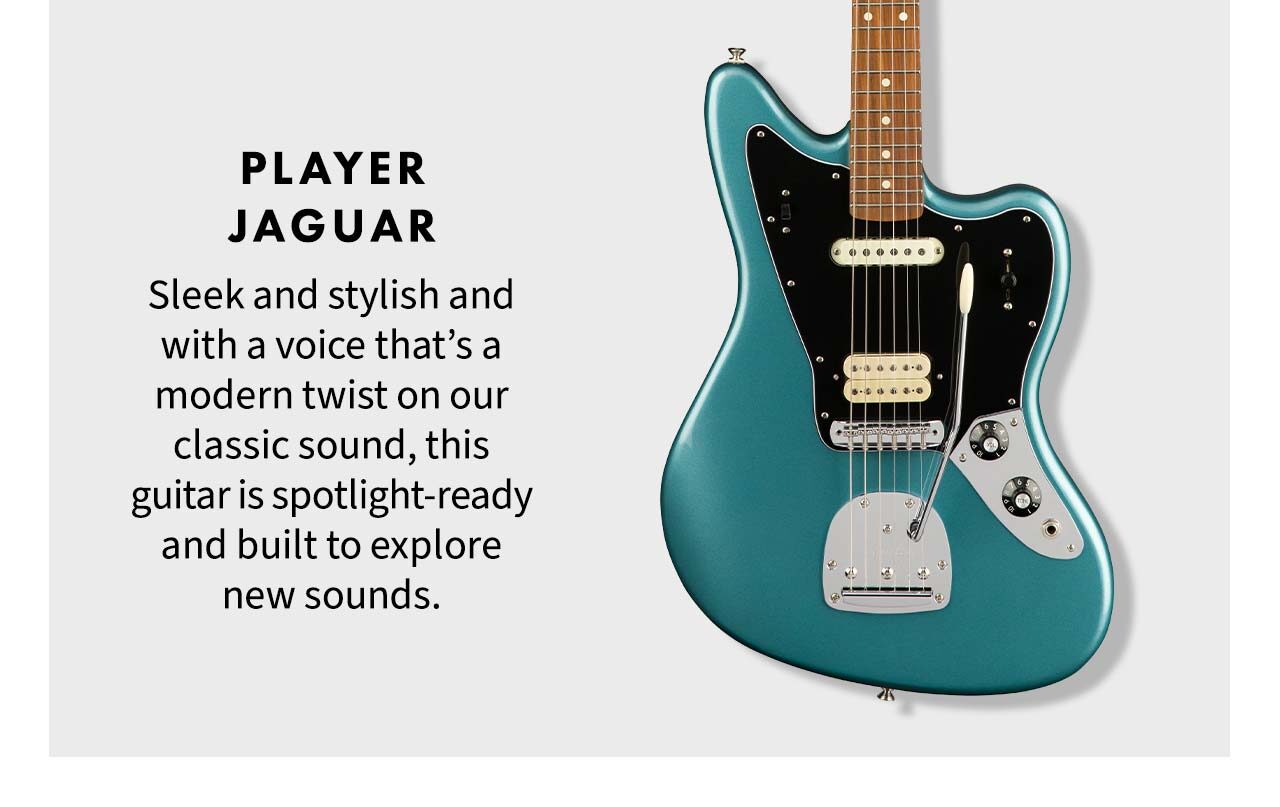 PLAYER
JAGUAR
Sleek and stylish and
with a voice that’s a
modern twist on our
classic sound, this
guitar is spotlight-ready
and built to explore
new sounds.